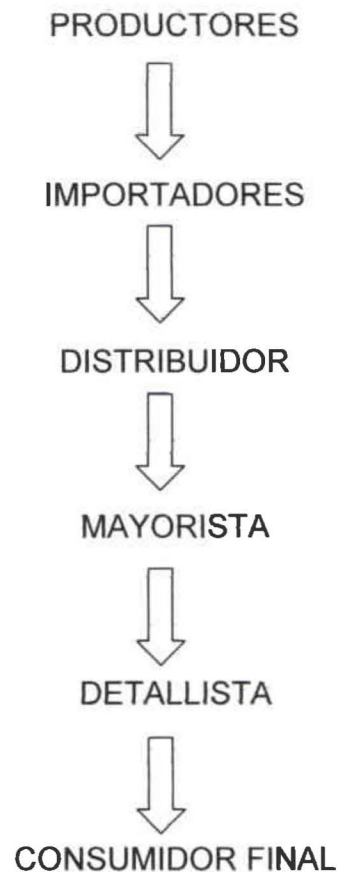 PRODUCTORES
IMPORTADORES
DISTRIBUIDOR
MAYORISTA
DETALLISTA
CONSUMIDOR FINAL